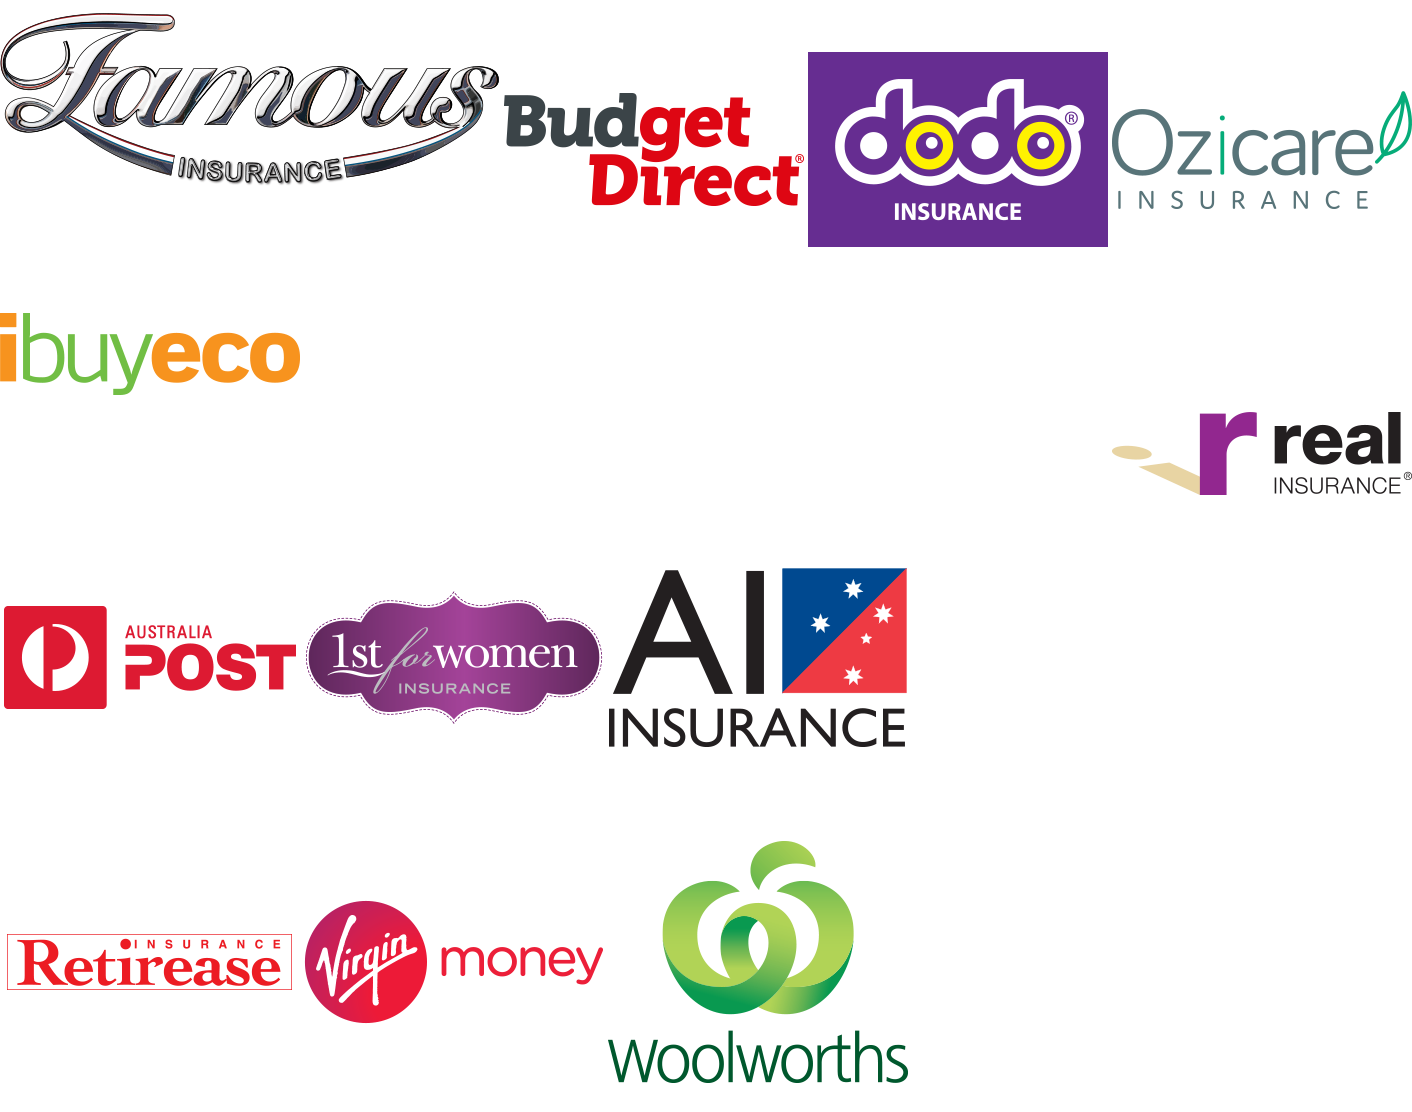 Famous
INSURANCE
Budget
Direct®
dodo®
INSURANCE
Ozicare
INSURANCE
ibuyeco
real
INSURANCE®
AUSTRALIA
POST
1st for women
INSURANCE
AI
INSURANCE
INSURANCE
Retirease
Virgin money
Woolworths